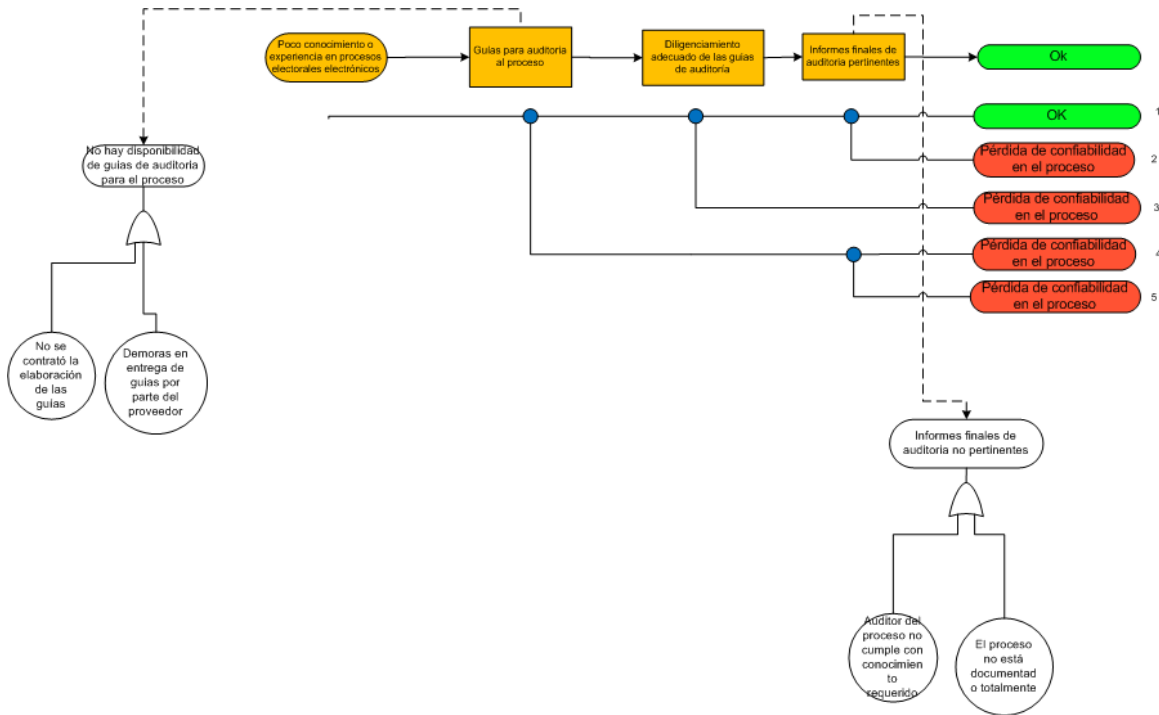 Poco conocimiento o
experiencia en procesos
electorales electrónicos
Guías para auditoria
al proceso
Diligenciamiento
adecuado de las guías
de auditoría
Informes finales de
auditoria pertinentes
Ok
OK
1
Pérdida de confiabilidad
en el proceso
2
Pérdida de confiabilidad
en el proceso
3
Pérdida de confiabilidad
en el proceso
4
Pérdida de confiabilidad
en el proceso
5
No hay disponibilidad
de guias de auditoria
para el proceso
No se
contrató la
elaboración
de las
guias
Demoras en
entrega de
guias por
parte del
proveedor
Informes finales de
auditoria no pertinentes
Auditor del
proceso no
cumple con
conocimien
to
requerido
El proceso
no está
documentad
o totalmente